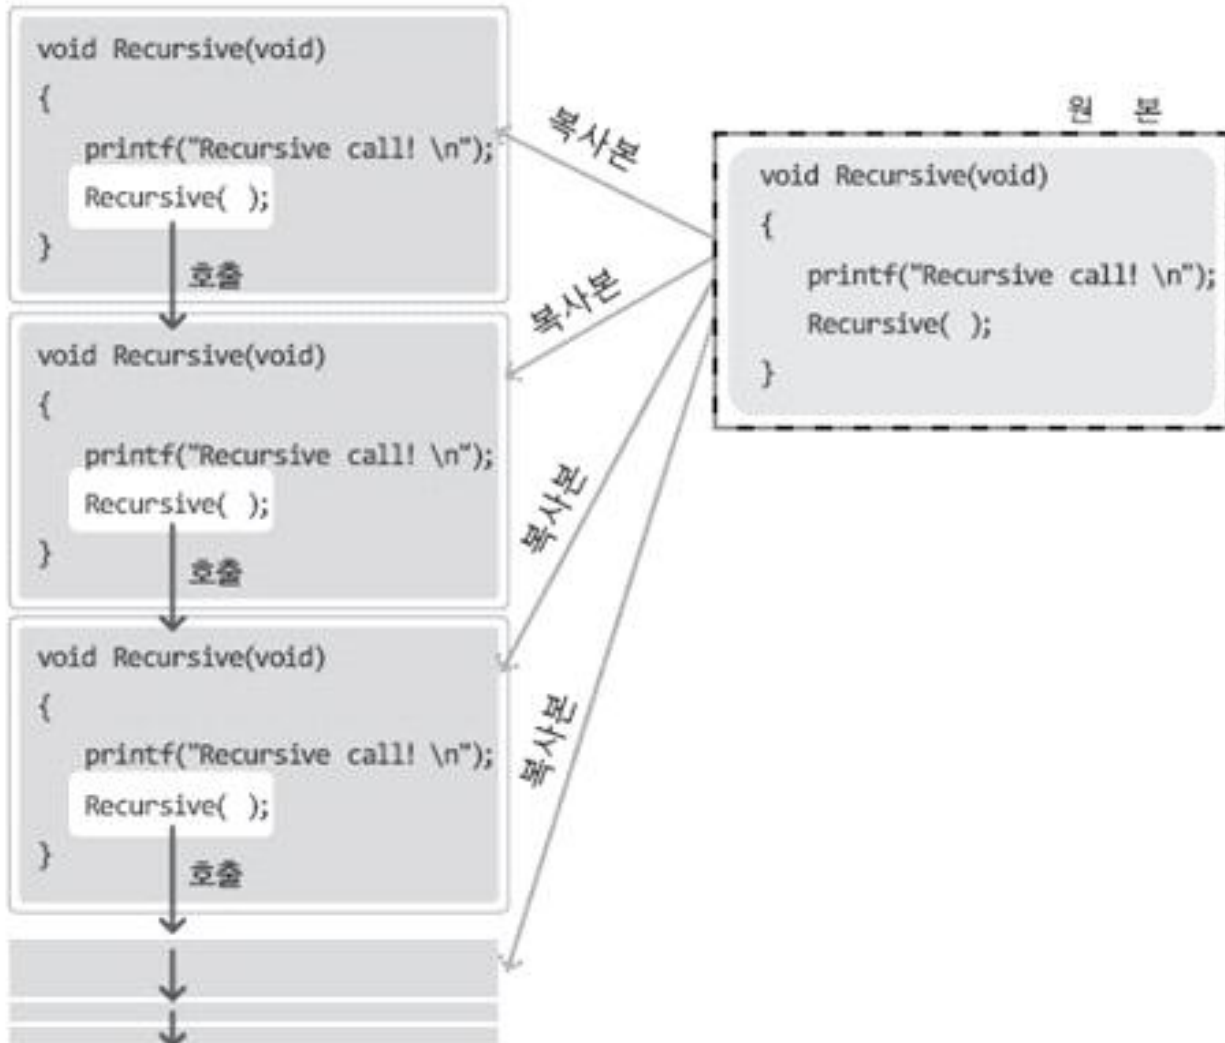 void Recursive(void)
{
printf("Recursive call! \n");
Recursive( );
}
호출
void Recursive(void)
{
printf("Recursive call! \n");
Recursive( );
}
호출
void Recursive(void)
{
printf("Recursive call! \n");
Recursive( );
}
호출
복사본
복사본
복사본
복사본
원 본
void Recursive(void)
{
printf("Recursive call! \n");
Recursive( );
}